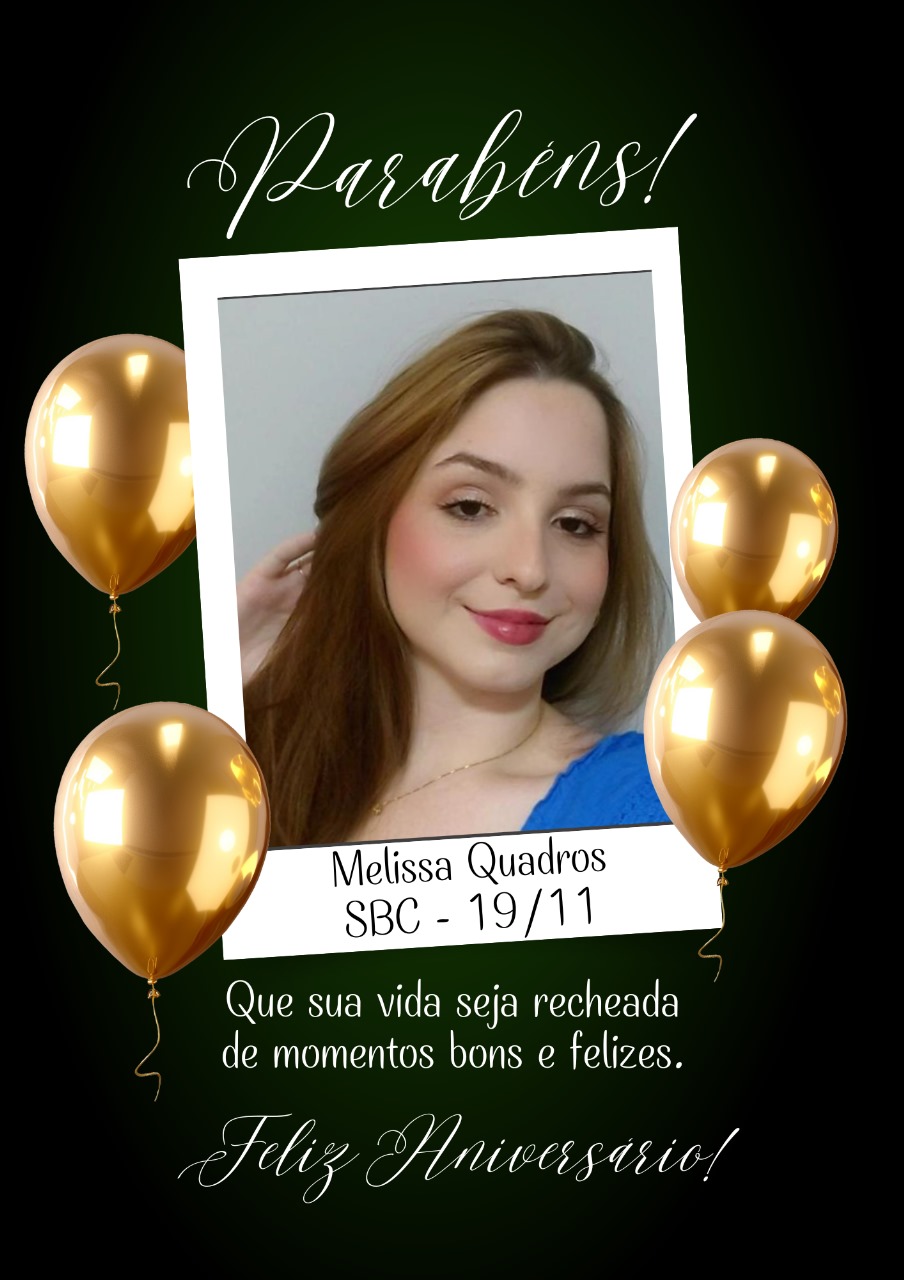 Parabéns!
Melissa Quadros
SBC - 19/11
Que sua vida seja recheada
de momentos bons e felizes.
Feliz Aniversário!